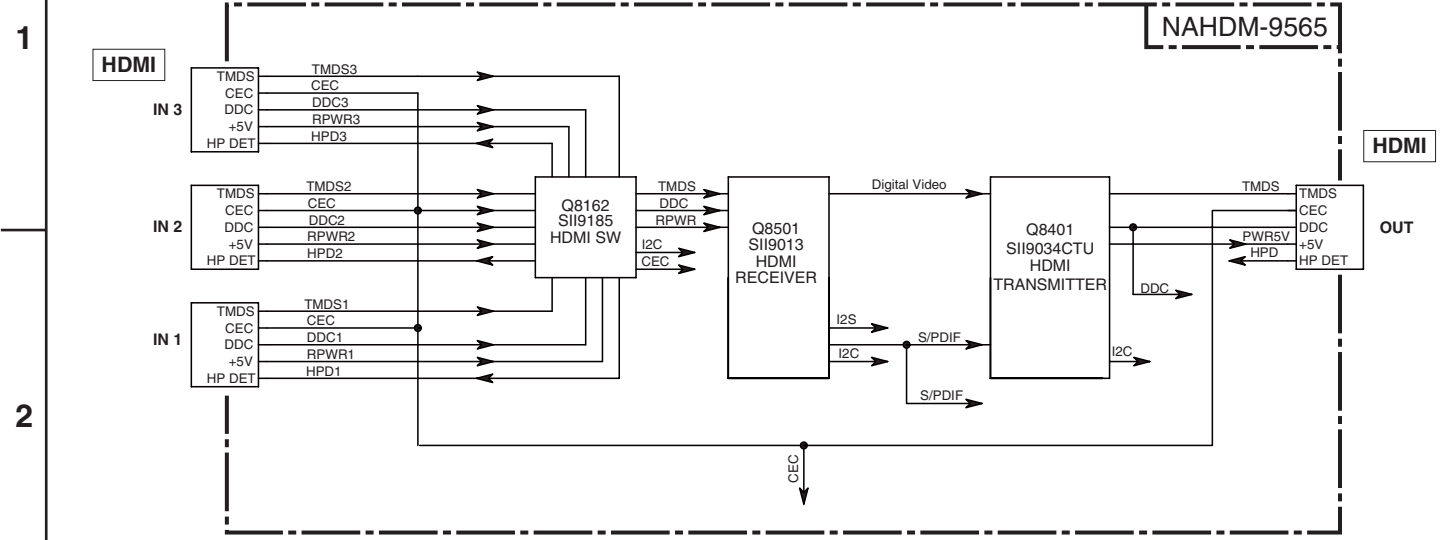 1
NAHDM-9565
HDMI
IN 3
TMDS
CEC
DDC
+5V
HP DET
TMDS3
CEC
DDC3
RPWR3
HPD3
IN 2
TMDS
CEC
DDC
+5V
HP DET
TMDS2
CEC
DDC2
RPWR2
HPD2
IN 1
TMDS
CEC
DDC
+5V
HP DET
TMDS1
CEC
DDC1
RPWR1
HPD1
Q8162
SII9185
HDMI SW
TMDS
DDC
RPWR
I2C
CEC
Q8501
SII9013
HDMI
RECEIVER
Digital Video
I2S
S/PDIF
I2C
S/PDIF
Q8401
SII9034CTU
HDMI
TRANSMITTER
TMDS
PWR5V
HPD
DDC
I2C
HDMI
TMDS
CEC
DDC
+5V
HP DET
OUT
2
CEC